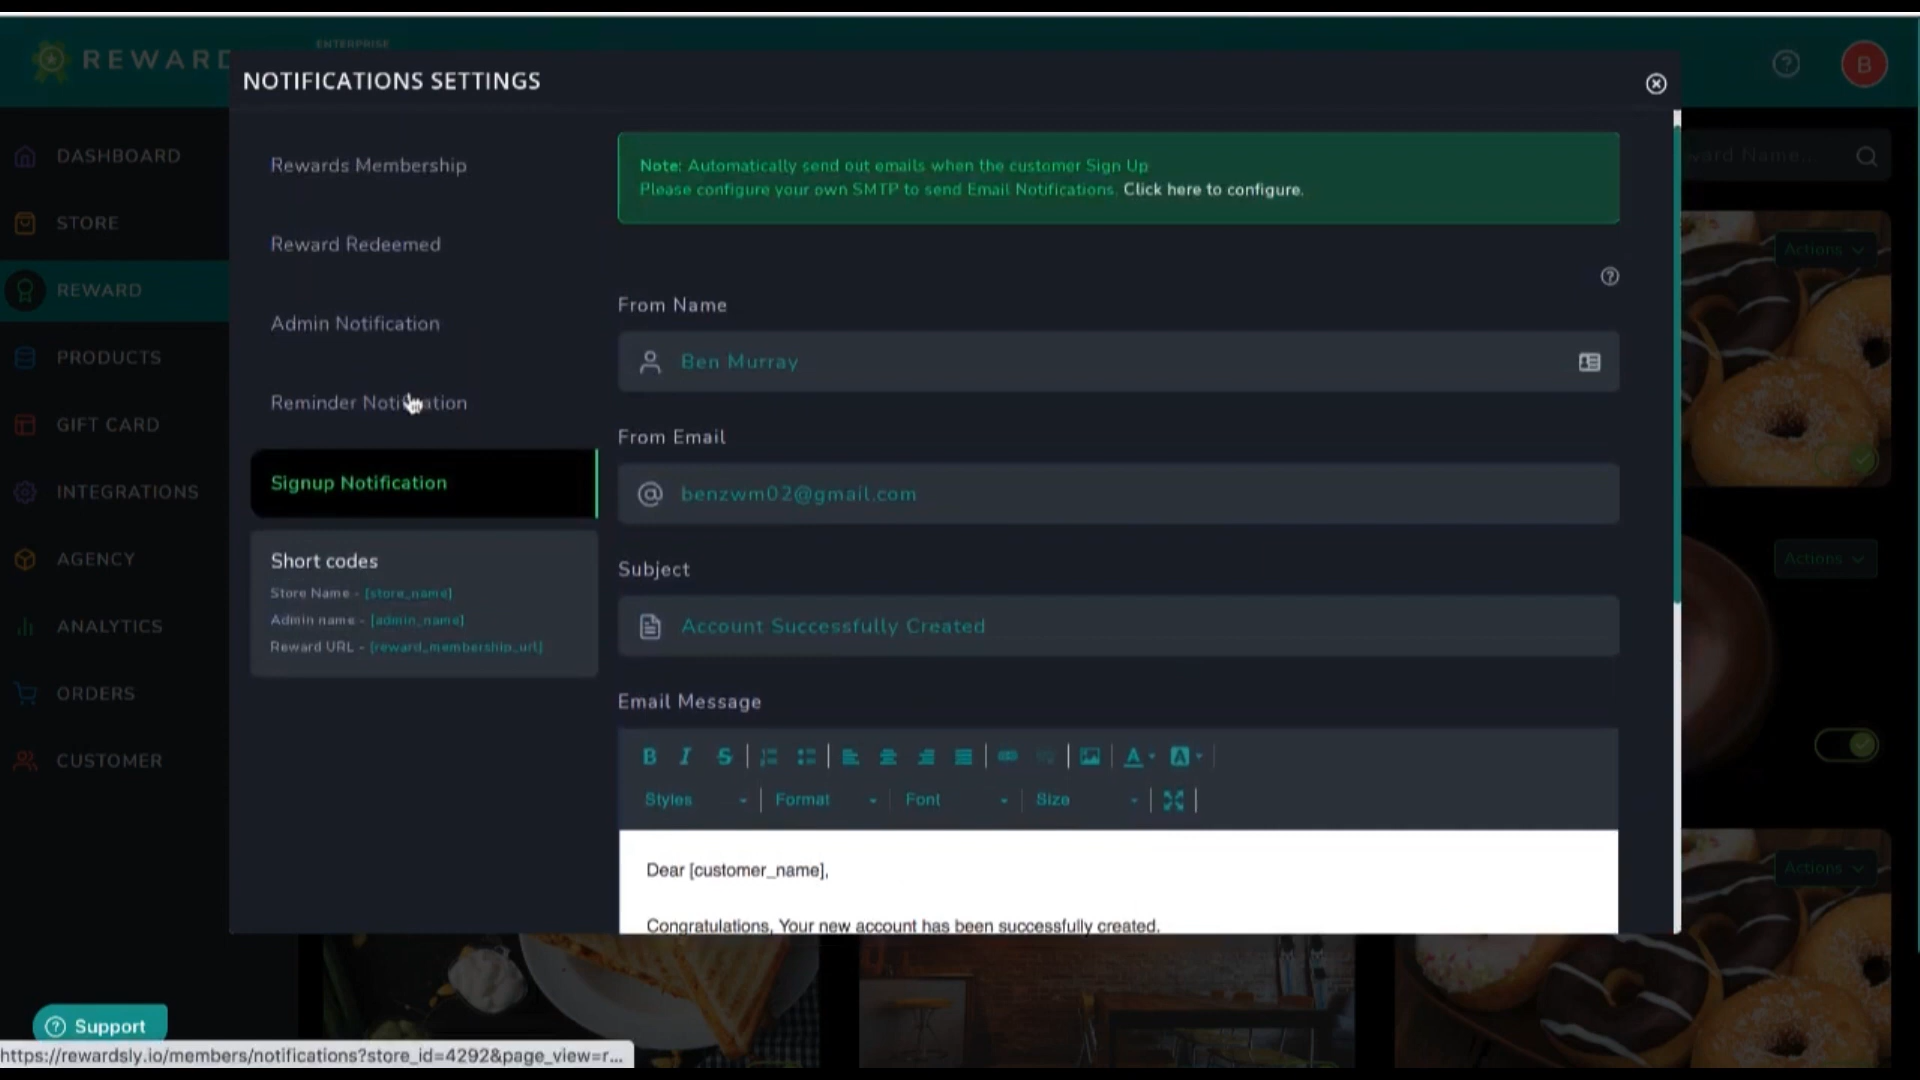 ENTERPRISE
REWARD
NOTIFICATIONS SETTINGS
B
DASHBOARD
STORE
REWARD
PRODUCTS
GIFT CARD
INTEGRATIONS
AGENCY
ANALYTICS
ORDERS
CUSTOMER
Rewards Membership
Reward Redeemed
Admin Notification
Reminder Notification
Signup Notification
Short codes
Store Name - [store_name]
Admin name - [admin_name]
Reward URL - [reward_membership_url]
Note: Automatically send out emails when the customer Sign Up
Please configure your own SMTP to send Email Notifications. Click here to configure.
From Name
Ben Murray
From Email
benzwm02@gmail.com
Subject
Account Successfully Created
Email Message
Styles Format Font Size
Dear [customer_name],
Congratulations, Your new account has been successfully created.
Name...
Actions
Actions
Actions
Support
https://rewardsly.io/members/notifications?store_id=4292&page_view=r...